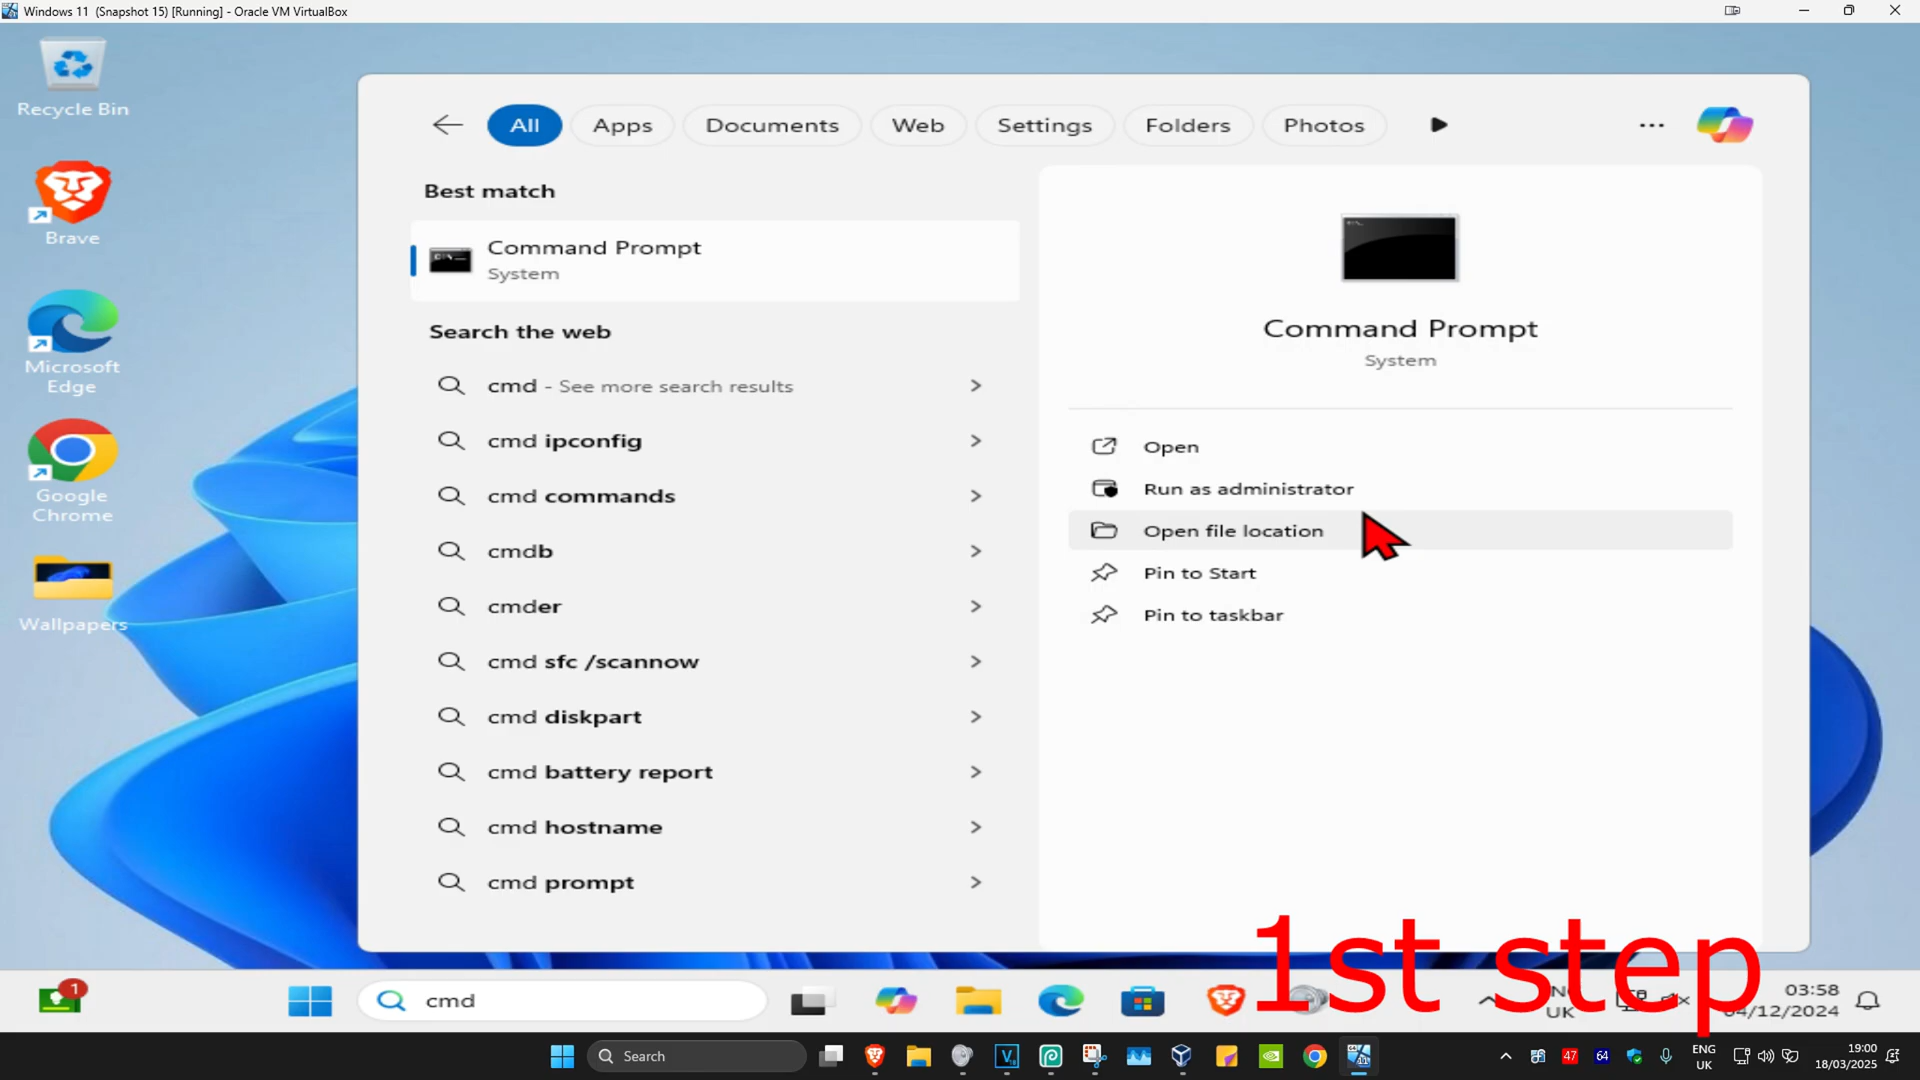 Windows 11 (Snapshot 15) [Running] - Oracle VM VirtualBox
Recycle Bin
Brave
Microsoft
Edge
Google
Chrome
Wallpapers
All
Apps
Documents
Web
Settings
Folders
Photos
Best match
Command Prompt
System
Search the web
cmd - See more search results
cmd ipconfig
cmd commands
cmdb
cmder
cmd sfc /scannow
cmd diskpart
cmd battery report
cmd hostname
cmd prompt
Command Prompt
System
Open
Run as administrator
Open file location
Pin to Start
Pin to taskbar
1st step
1
cmd
UK
03:58
04/12/2024
Search
47
64
ENG
UK
19:00
18/03/2025